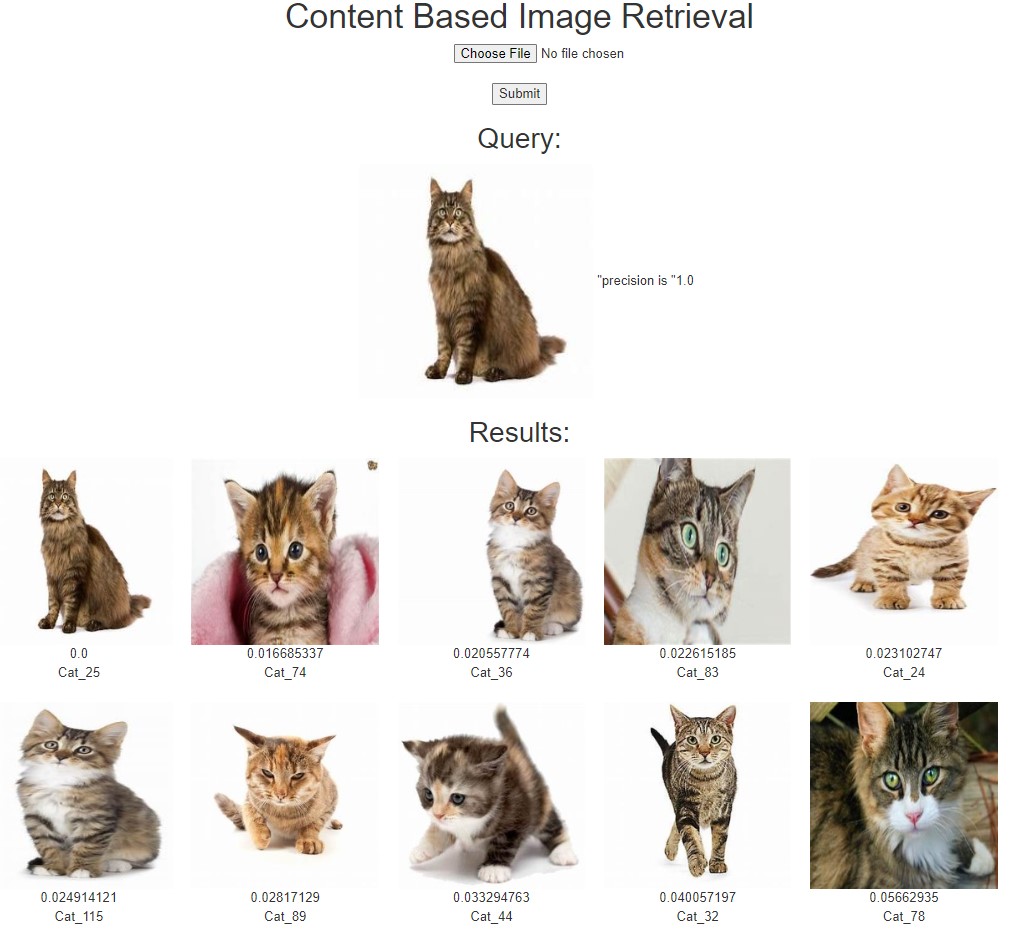 Content Based Image Retrieval
Choose File No file chosen
Submit
Query:
"precision is "1.0
Results:
0.0
Cat_25
0.016685337
Cat_74
0.020557774
Cat_36
0.022615185
Cat_83
0.023102747
Cat_24
0.024914121
Cat_115
0.02817129
Cat_89
0.033294763
Cat_44
0.040057197
Cat_32
0.05662935
Cat_78